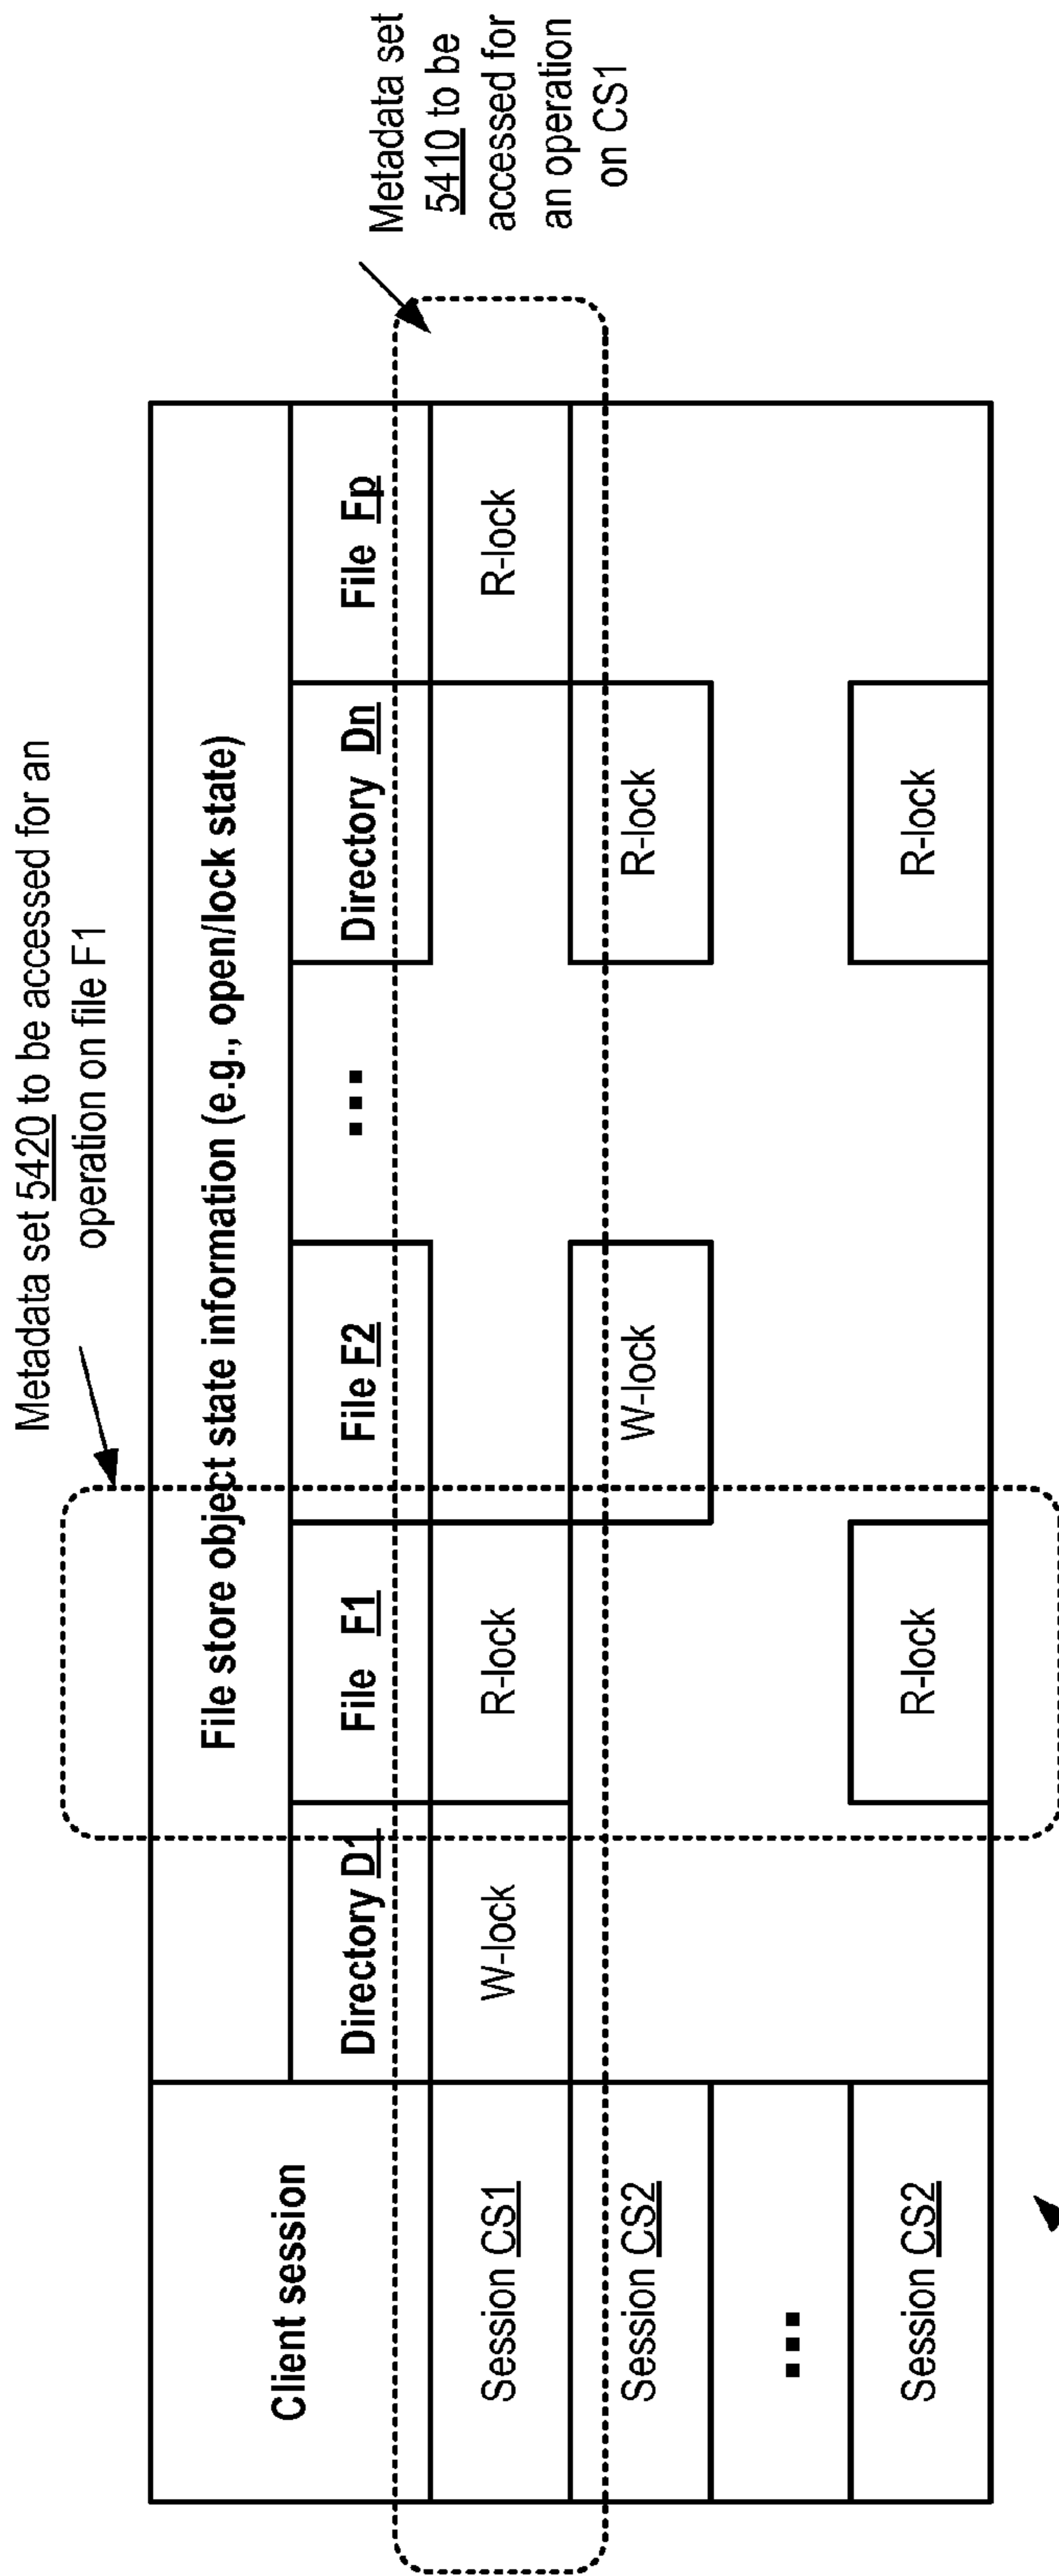 Metadata set 5420 to be accessed for an
operation on file F1
Metadata set
5410 to be
accessed for
an operation
on CS1
Client session
File store object state information (e.g., open/lock state)
Directory D1
File F1
File F2
...
Directory Dn
File Fp
Session CS1
W-lock
R-lock
R-lock
Session CS2
W-lock
R-lock
...
Session CS2
R-lock
R-lock